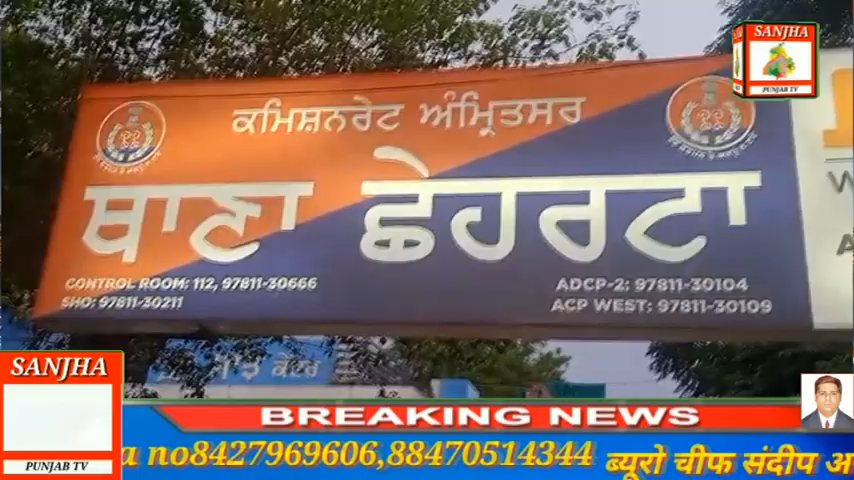 SANJHA
PUNJAB TV
ਕਮਿਸ਼ਨਰੇਟ ਅੰਮ੍ਰਿਤਸਰ
ਥਾਣਾ ਛੇਹਰਟਾ
CONTROL ROOM: 112, 97811-30666
SHO: 97811-30211
ADCP-2: 97811-30104
ACP WEST: 97811-30109
SANJHA
PUNJAB TV
BREAKING NEWS
a no8427969606,88470514344 ब्यूरो चीफ संदीप अ